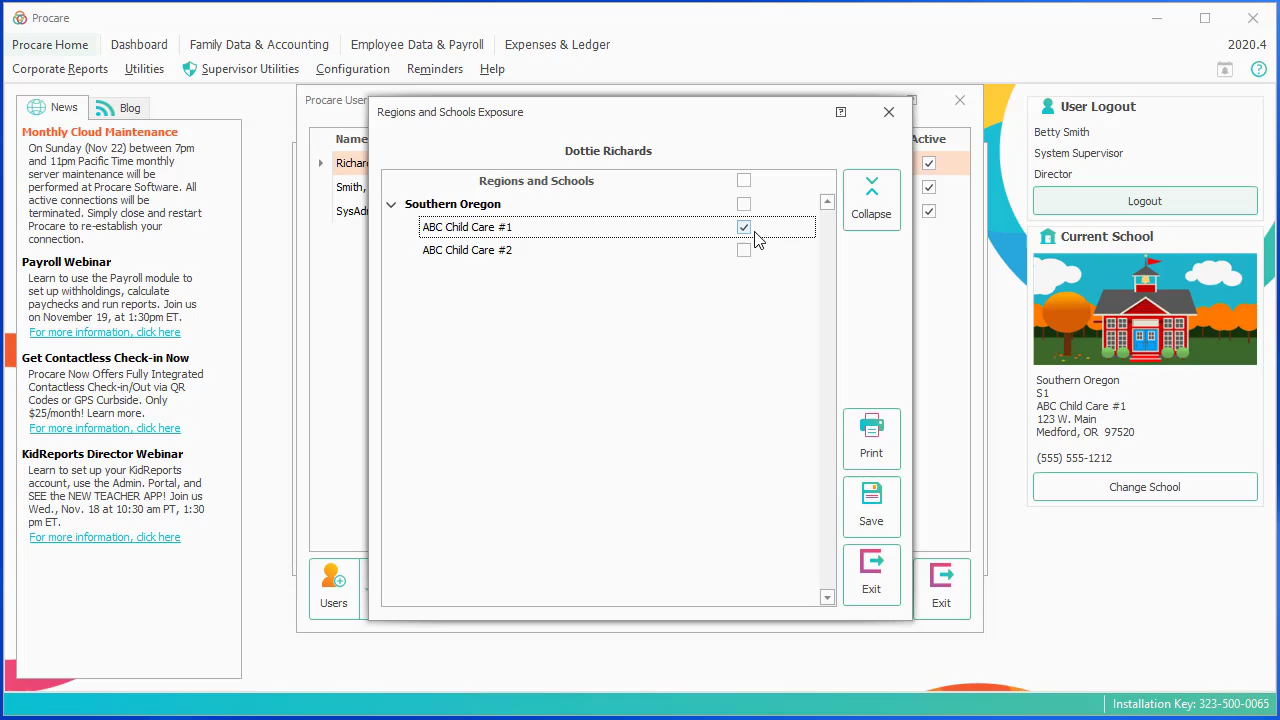 Procare
Procare Home
Dashboard
Family Data & Accounting
Employee Data & Payroll
Expenses & Ledger
2020.4
Corporate Reports
Utilities
Supervisor Utilities
Configuration
Reminders
Help
News
Blog
Monthly Cloud Maintenance
On Sunday (Nov 22) between 7pm
and 11pm Pacific Time monthly
server maintenance will be
performed at Procare Software. All
active connections will be
terminated. Simply close and restart
Procare to re-establish your
connection.
Payroll Webinar
Learn to use the Payroll module to
set up withholdings, calculate
paychecks and run reports. Join us
on November 19, at 1:30pm ET.
For more information, click here
Get Contactless Check-in Now
Procare Now Offers Fully Integrated
Contactless Check-in/Out via QR
Codes or GPS Curbside. Only
$25/month! Learn more.
For more information, click here
KidReports Director Webinar
Learn to set up your KidReports
account, use the Admin. Portal, and
SEE the NEW TEACHER APP! Join us
Wed., Nov. 18 at 10:30 am PT, 1:30
pm ET.
For more information, click here
Procare User
Name
Active
Richard
Smith,
SysAd
Users
Exit
Regions and Schools Exposure
Dottie Richards
Regions and Schools
Southern Oregon
ABC Child Care #1
ABC Child Care #2
Collapse
Print
Save
Exit
User Logout
Betty Smith
System Supervisor
Director
Logout
Current School
Southern Oregon
S1
ABC Child Care #1
123 W. Main
Medford, OR 97520
(555) 555-1212
Change School
Installation Key: 323-500-0065